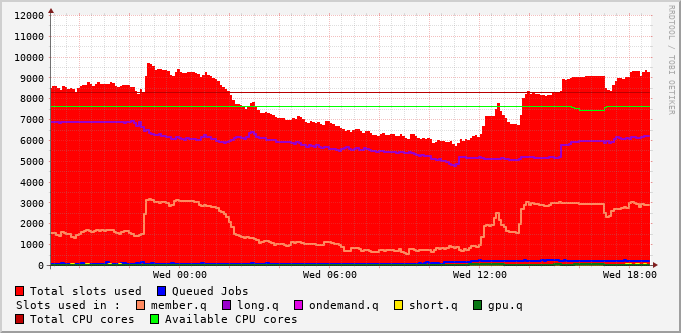 RRDTOOL / TOBI OETIKER
12000
11000
10000
9000
8000
7000
6000
5000
4000
3000
2000
1000
0
Wed 00:00 Wed 06:00 Wed 12:00 Wed 18:00
Total slots used Queued Jobs
Slots used in : member.q long.q ondemand.q short.q gpu.q
Total CPU cores Available CPU cores